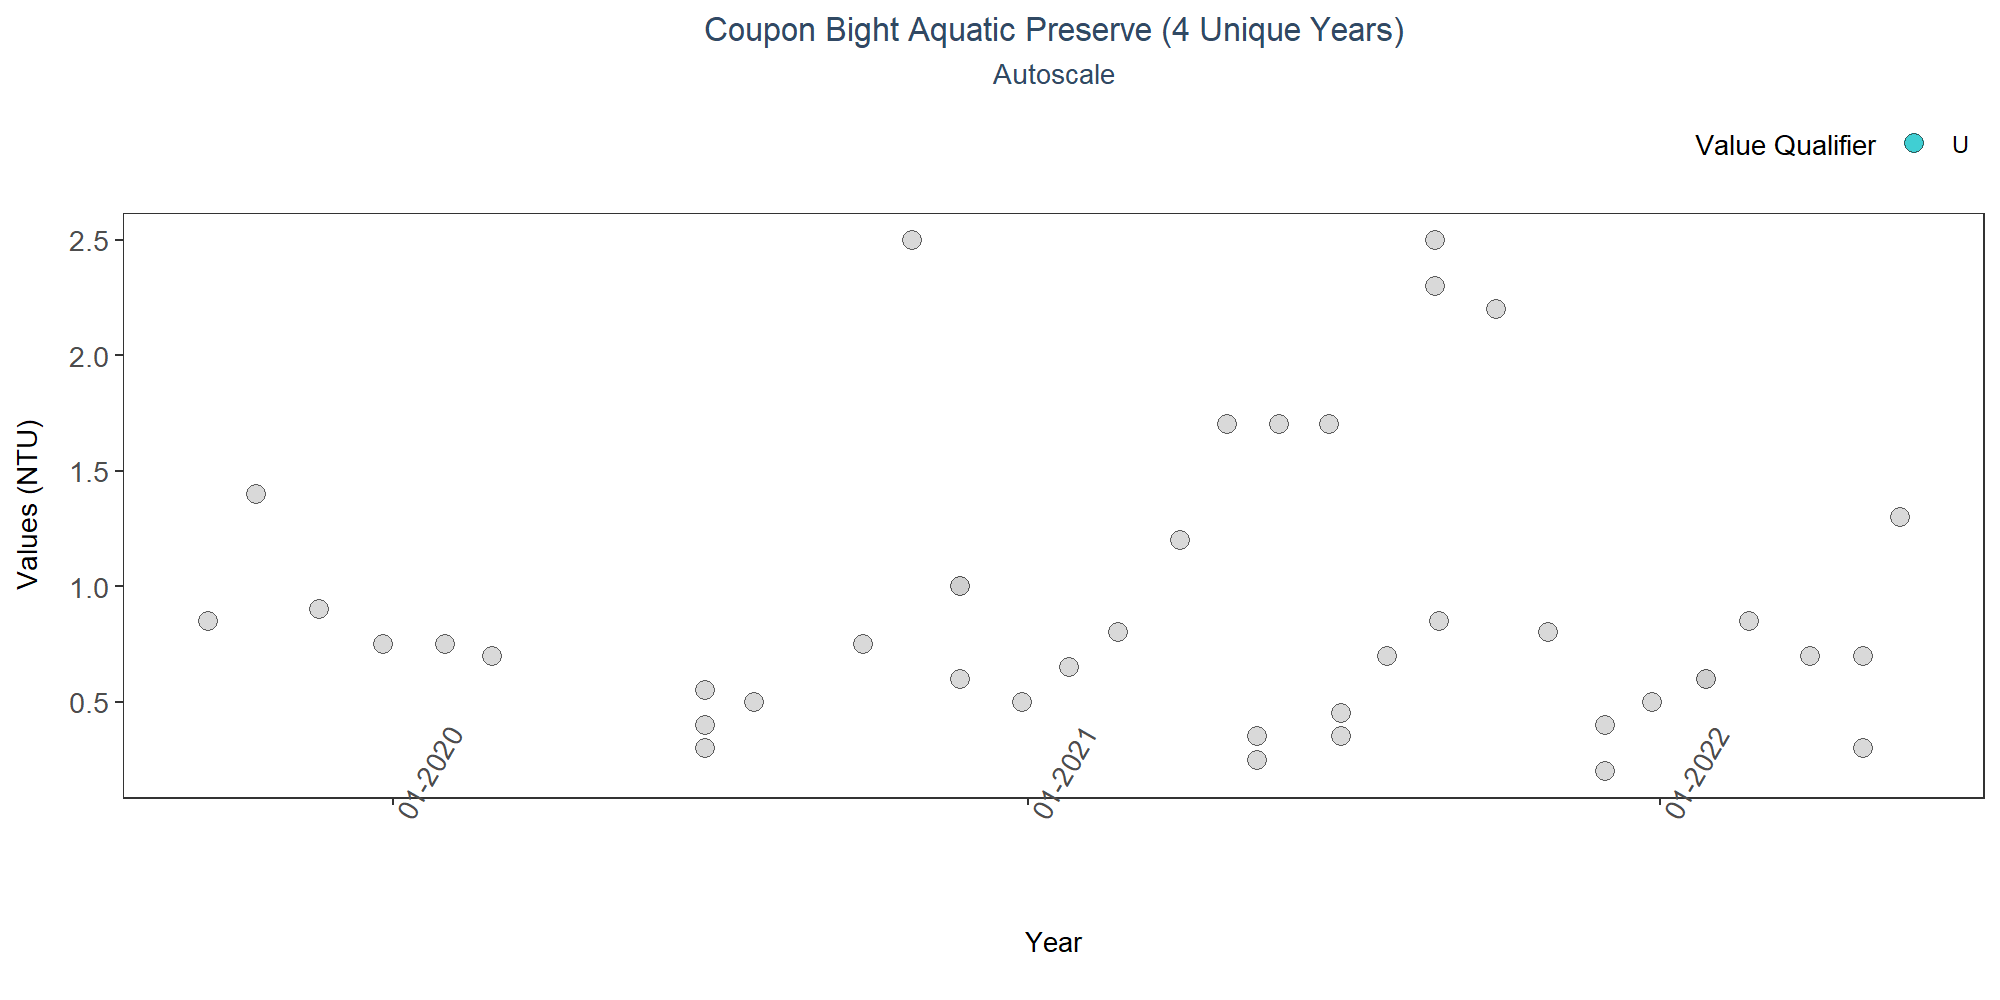 Coupon Bight Aquatic Preserve (4 Unique Years)
Autoscale
Value Qualifier U
Values (NTU)
2.5
2.0
1.5
1.0
0.5
01-2020 01-2021 01-2022
Year